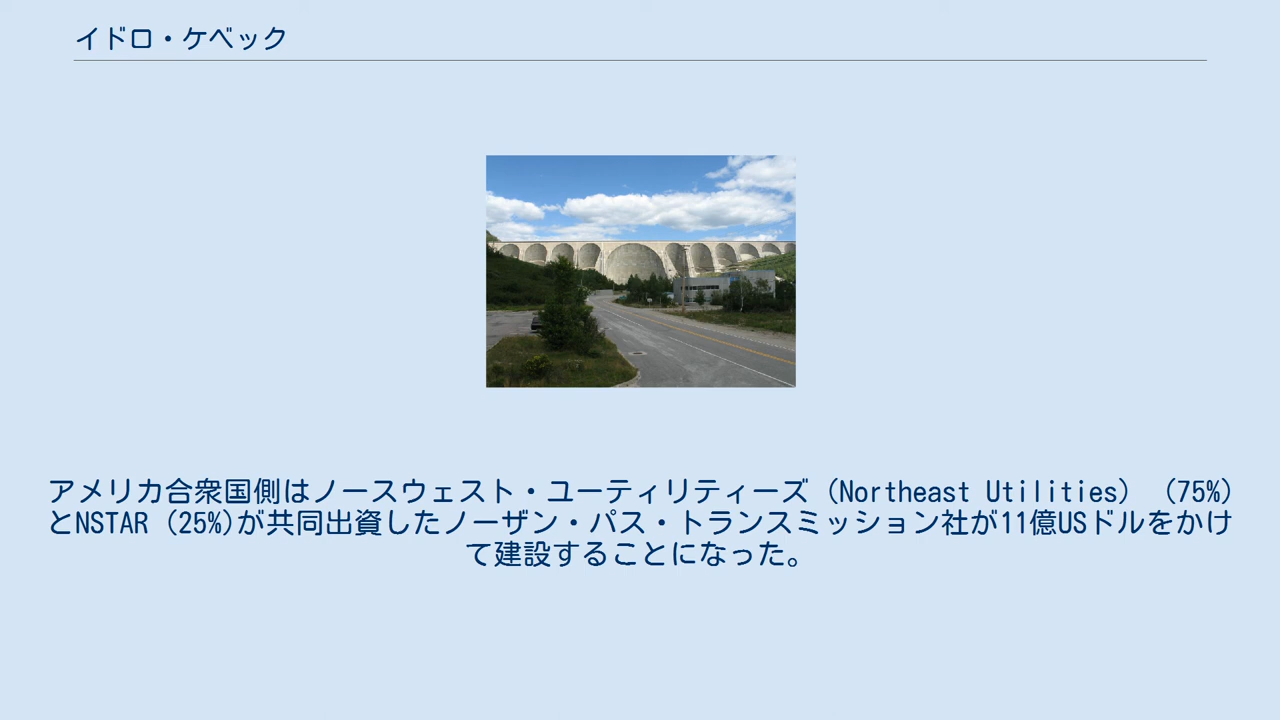 イドロ・ケベック
アメリカ合衆国側はノースウェスト・ユーティリティーズ (Northeast Utilities) (75%)
とNSTAR (25%)が共同出資したノーザン・パス・トランスミッション社が11億USドルをかけ
て建設することになった。